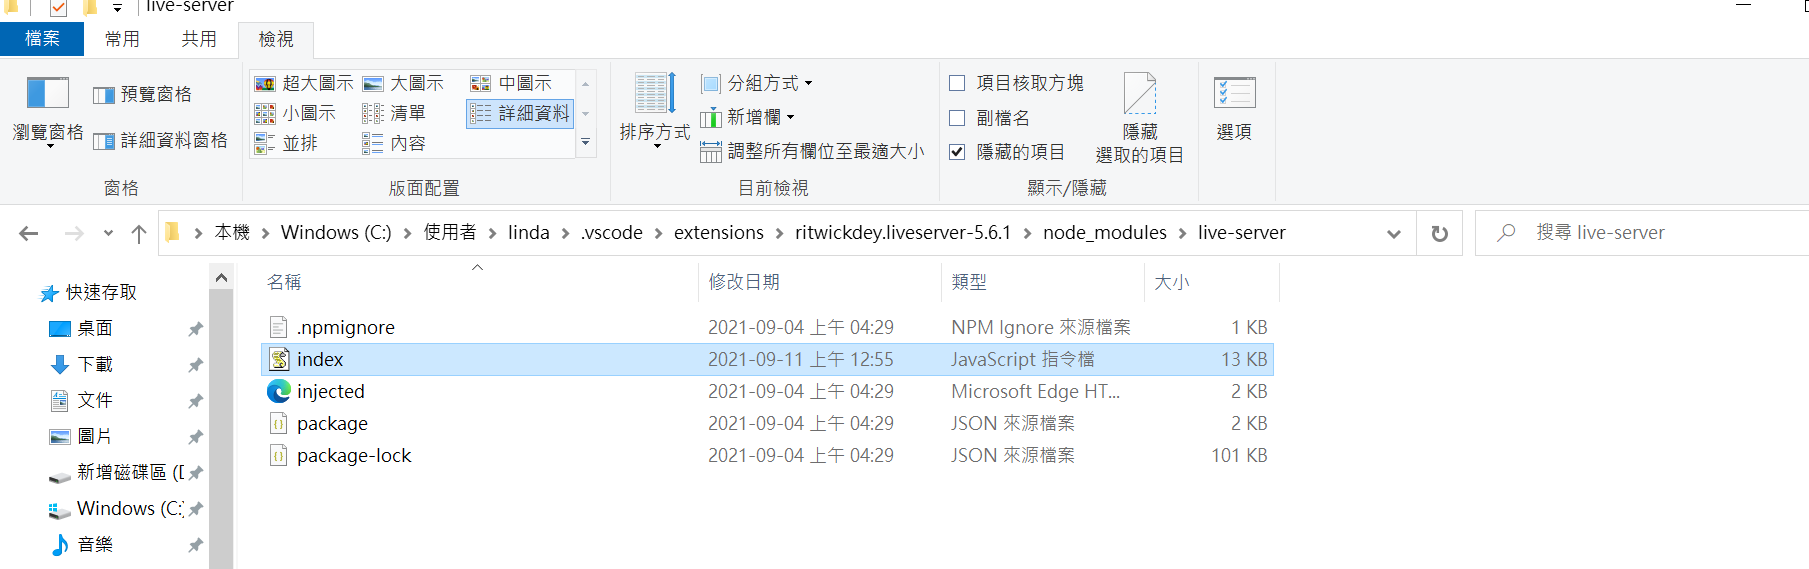 live-server
檔案 常用 共用 檢視
超大圖示 大圖示 中圖示
小圖示 清單 詳細資料
並排 內容
瀏覽窗格
預覽窗格
詳細資料窗格
排序方式
分組方式
新增欄
調整所有欄位至最適大小
項目核取方塊
副檔名
隱藏的項目
隱藏
選取的項目
選項
窗格 版面配置 目前檢視 顯示/隱藏
本機 > Windows (C:) > 使用者 > linda > .vscode > extensions > ritwickdey.liveserver-5.6.1 > node_modules > live-server
搜尋 live-server
快速存取
桌面
下載
文件
圖片
新增磁碟區 (D
Windows (C:)
音樂
名稱 修改日期 類型 大小
.npmignore 2021-09-04 上午 04:29 NPM Ignore 來源檔案 1 KB
index 2021-09-11 上午 12:55 JavaScript 指令檔 13 KB
injected 2021-09-04 上午 04:29 Microsoft Edge HT... 2 KB
package 2021-09-04 上午 04:29 JSON 來源檔案 2 KB
package-lock 2021-09-04 上午 04:29 JSON 來源檔案 101 KB